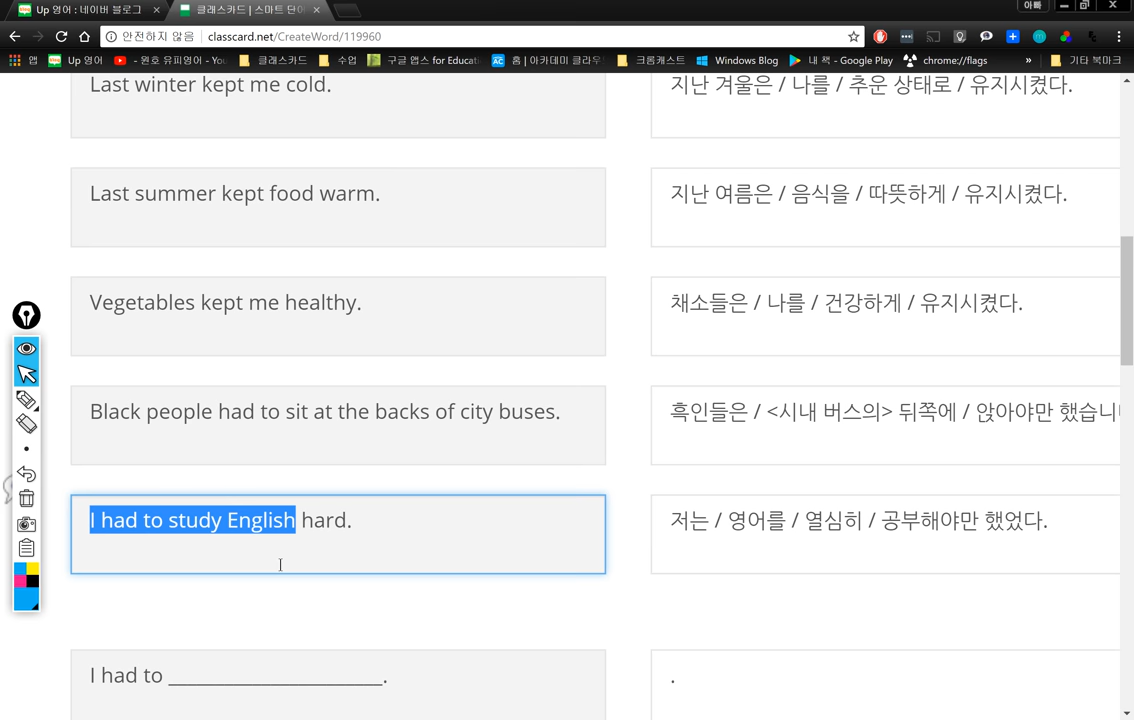 Up 영어 : 네이버 블로그
클래스카드 | 스마트 단어
아빠
안전하지 않음
classcard.net/CreateWord/119960
앱
Up 영어
- 원호 유피영어 - You
클래스카드
수업
구글 앱스 for Educati
홈 | 아카데미 클라우
크롬캐스트
Windows Blog
내 책 - Google Play
chrome://flags
»
기타 북마크
Last winter kept me cold.
지난 겨울은 / 나를 / 추운 상태로 / 유지시켰다.
Last summer kept food warm.
지난 여름은 / 음식을 / 따뜻하게 / 유지시켰다.
Vegetables kept me healthy.
채소들은 / 나를 / 건강하게 / 유지시켰다.
Black people had to sit at the backs of city buses.
흑인들은 / <시내 버스의> 뒤쪽에 / 앉아야만 했습니
I had to study English hard.
저는 / 영어를 / 열심히 / 공부해야만 했었다.
I had to ____________________.
.